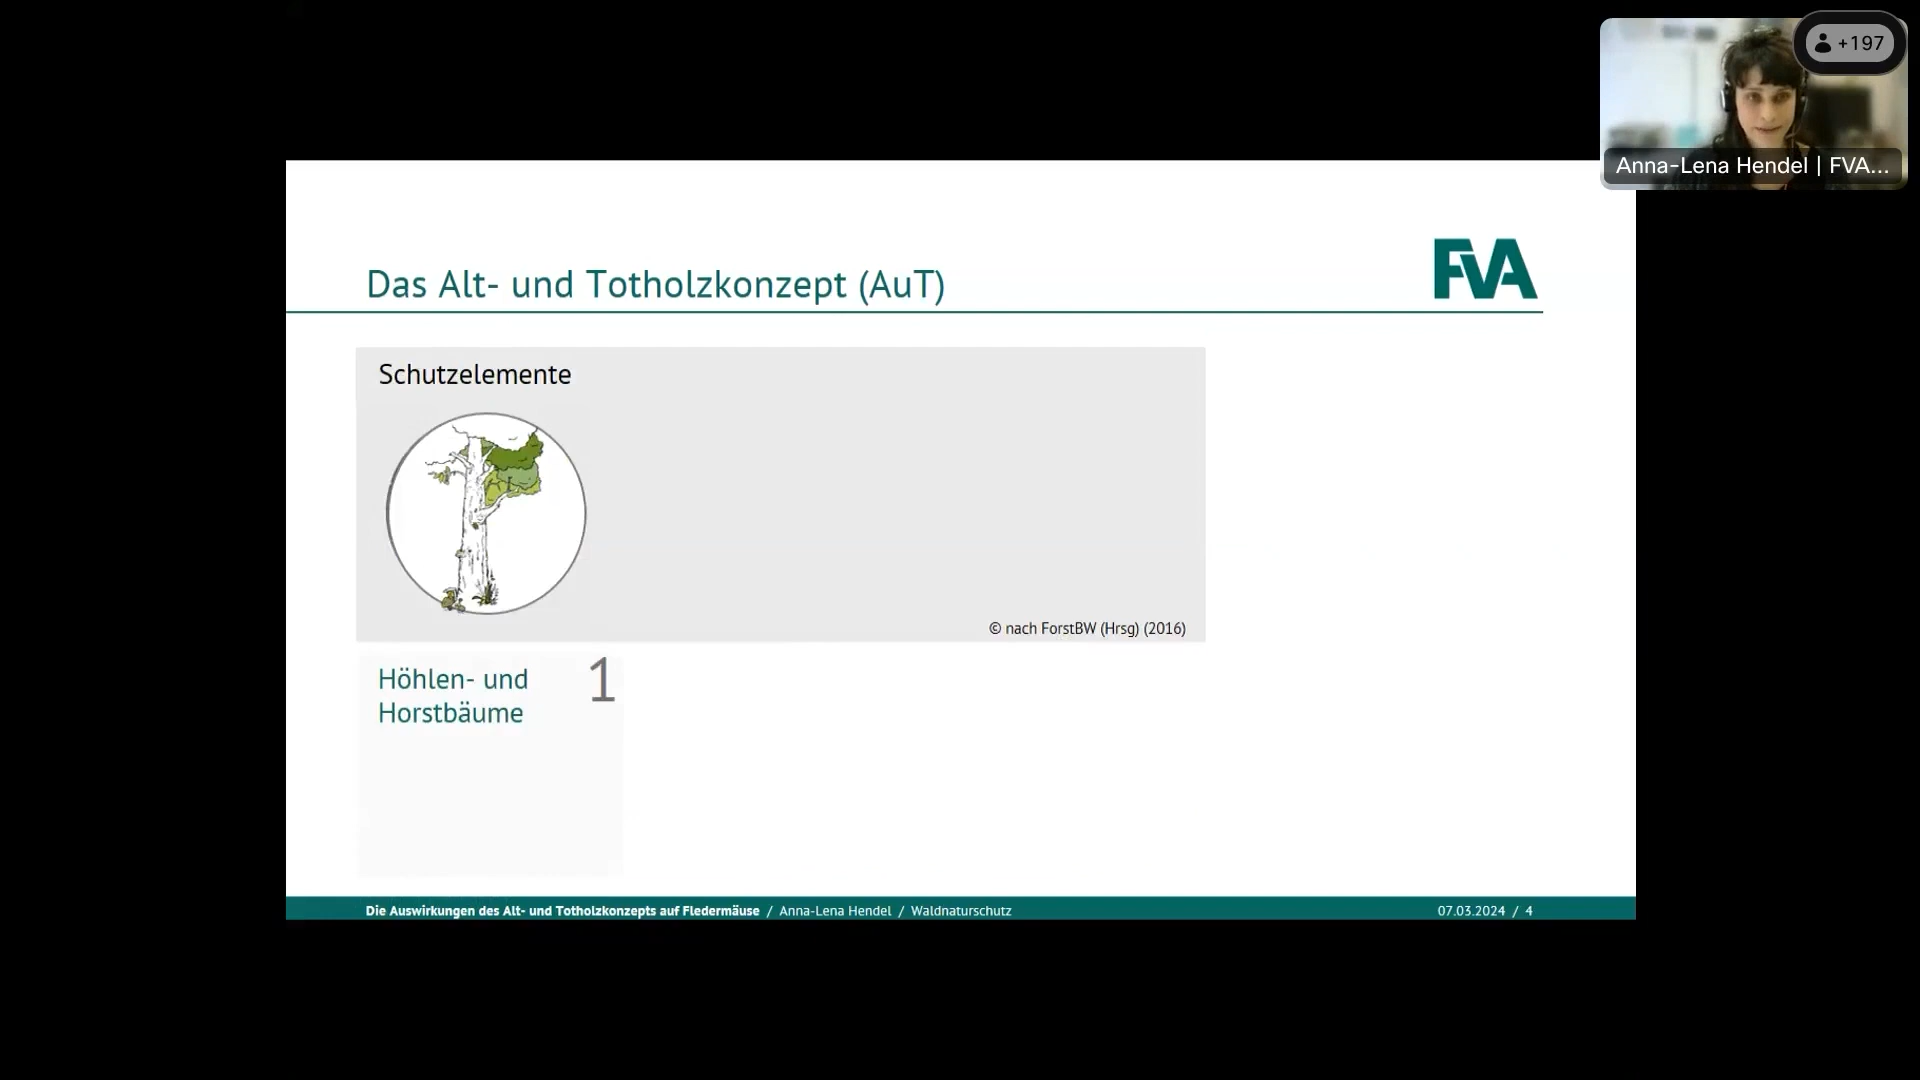 +197
Anna-Lena Hendel | FVA...
FVA
Das Alt- und Totholzkonzept (AuT)
Schutzelemente
© nach ForstBW (Hrsg) (2016)
Höhlen- und
Horstbäume
1
Die Auswirkungen des Alt- und Totholzkonzepts auf Fledermäuse / Anna-Lena Hendel / Waldnaturschutz
07.03.2024 / 4